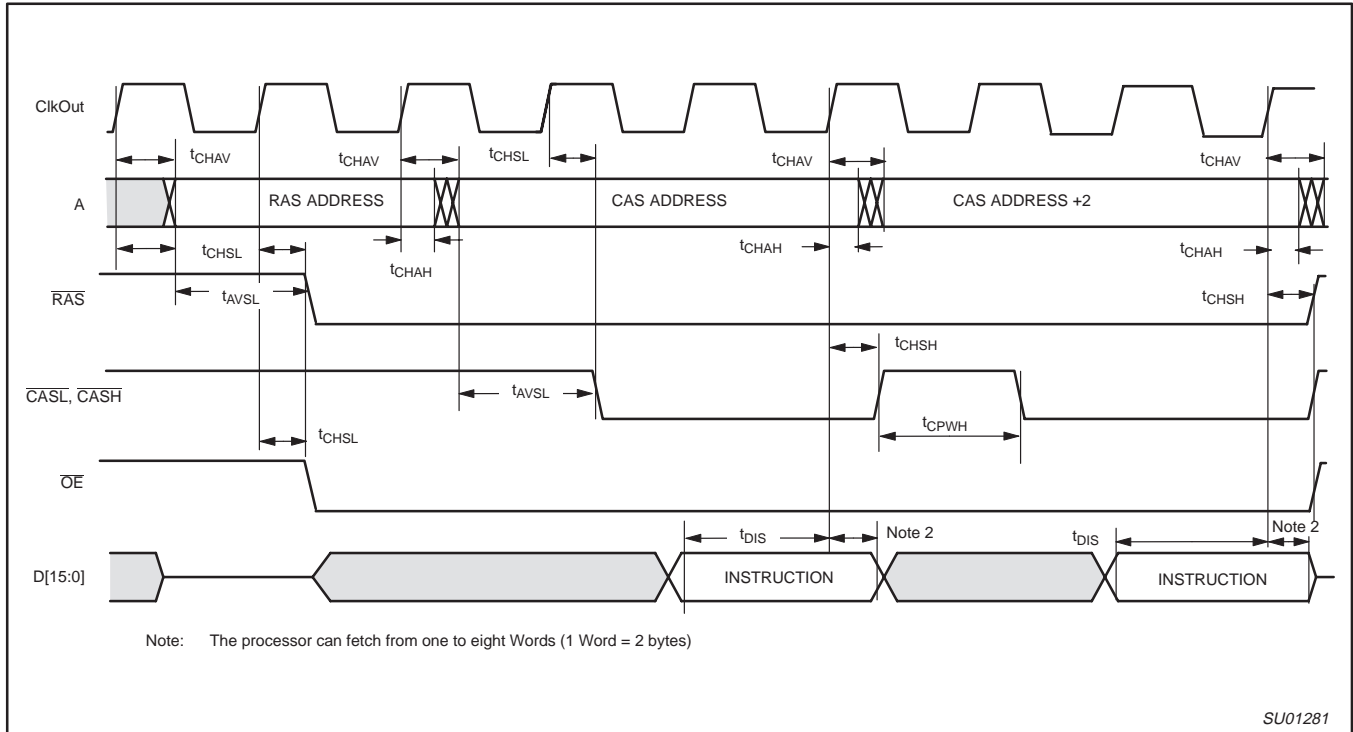 ClkOut
tCHAV tCHAV tCHSL tCHAV tCHAV
A RAS ADDRESS CAS ADDRESS CAS ADDRESS +2
tCHSL tCHAH tCHAH tCHAH
RAS tAVSL tCHSH
tCHSH
CASL, CASH tAVSL
tCPWH
tCHSL
OE
tDIS Note 2 tDIS Note 2
D[15:0] INSTRUCTION INSTRUCTION
Note: The processor can fetch from one to eight Words (1 Word = 2 bytes)
SU01281